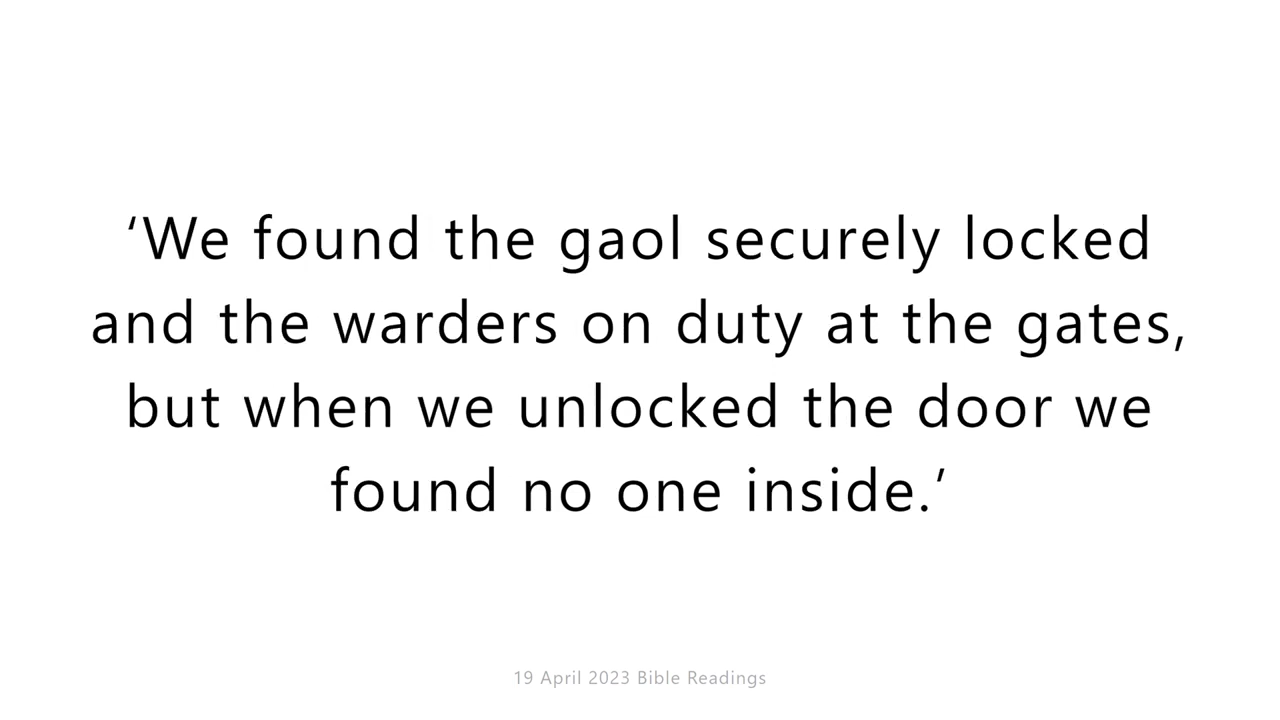 ‘We found the gaol securely locked
and the warders on duty at the gates,
but when we unlocked the door we
found no one inside.’
19 April 2023 Bible Readings